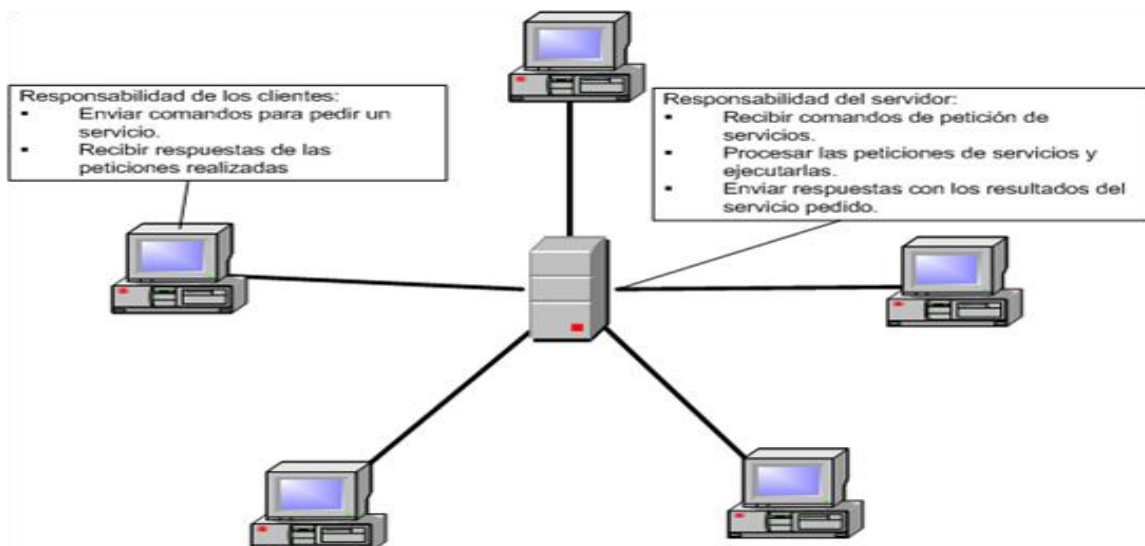 Responsabilidad de los clientes:
▪ Enviar comandos para pedir un
servicio.
▪ Recibir respuestas de las
peticiones realizadas
Responsabilidad del servidor:
▪ Recibir comandos de petición de
servicios.
▪ Procesar las peticiones de servicios y
ejecutarlas.
▪ Enviar respuestas con los resultados del
servicio pedido.